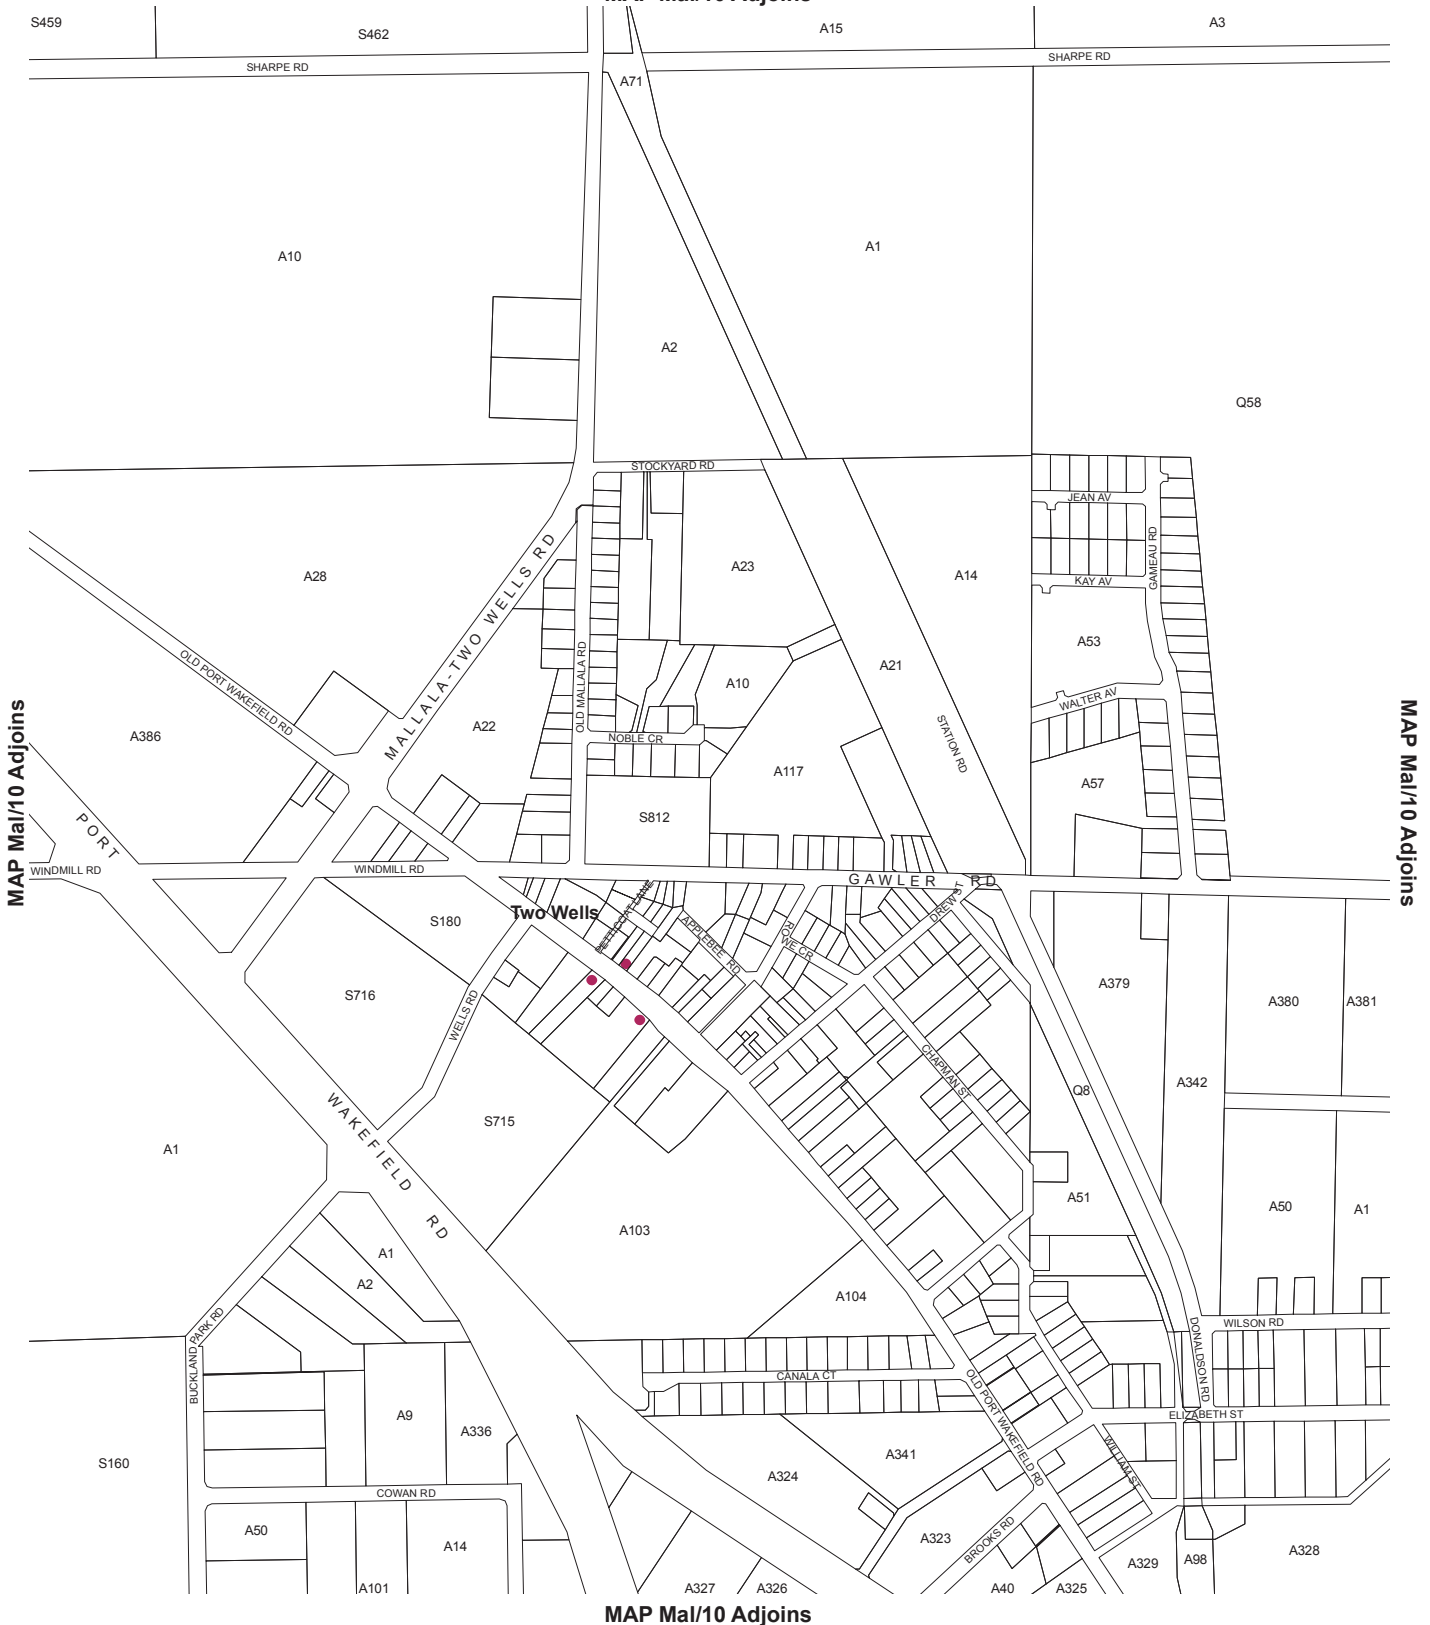 S459
S462
A15
A3
SHARPE RD
SHARPE RD
A71
A10
A1
A2
Q58
STOCKYARD RD
JEAN AV
GAMEAU RD
MALLALA-TWO WELLS RD
A28
A23
A14
KAY AV
OLD PORT WAKEFIELD RD
OLD MALLALA RD
A53
A21
A10
WALTER AV
MAP Mal/10 Adjoins
A386
A22
NOBLE CR
STATION RD
MAP Mal/10 Adjoins
A117
A57
PORT
S812
WINDMILL RD
WINDMILL RD
GAWLER RD
DREW ST
Two Wells
PETTICOAT LANE
S180
APPLEBEE RD
ROWE CR
S716
WELLS RD
A379
A380
A381
CHAPMAN ST
Q8
A342
WAKEFIELD RD
S715
A1
A51
A103
A50
A1
A1
A2
A104
BUCKLAND PARK RD
DONALDSON RD
WILSON RD
CANALA CT
OLD PORT WAKEFIELD RD
A9
A336
ELIZABETH ST
WILLIAM ST
S160
A341
A324
COWAN RD
A50
A14
A323
BROOKS RD
A329
A98
A328
A101
A327
A326
A40
A325
MAP Mal/10 Adjoins